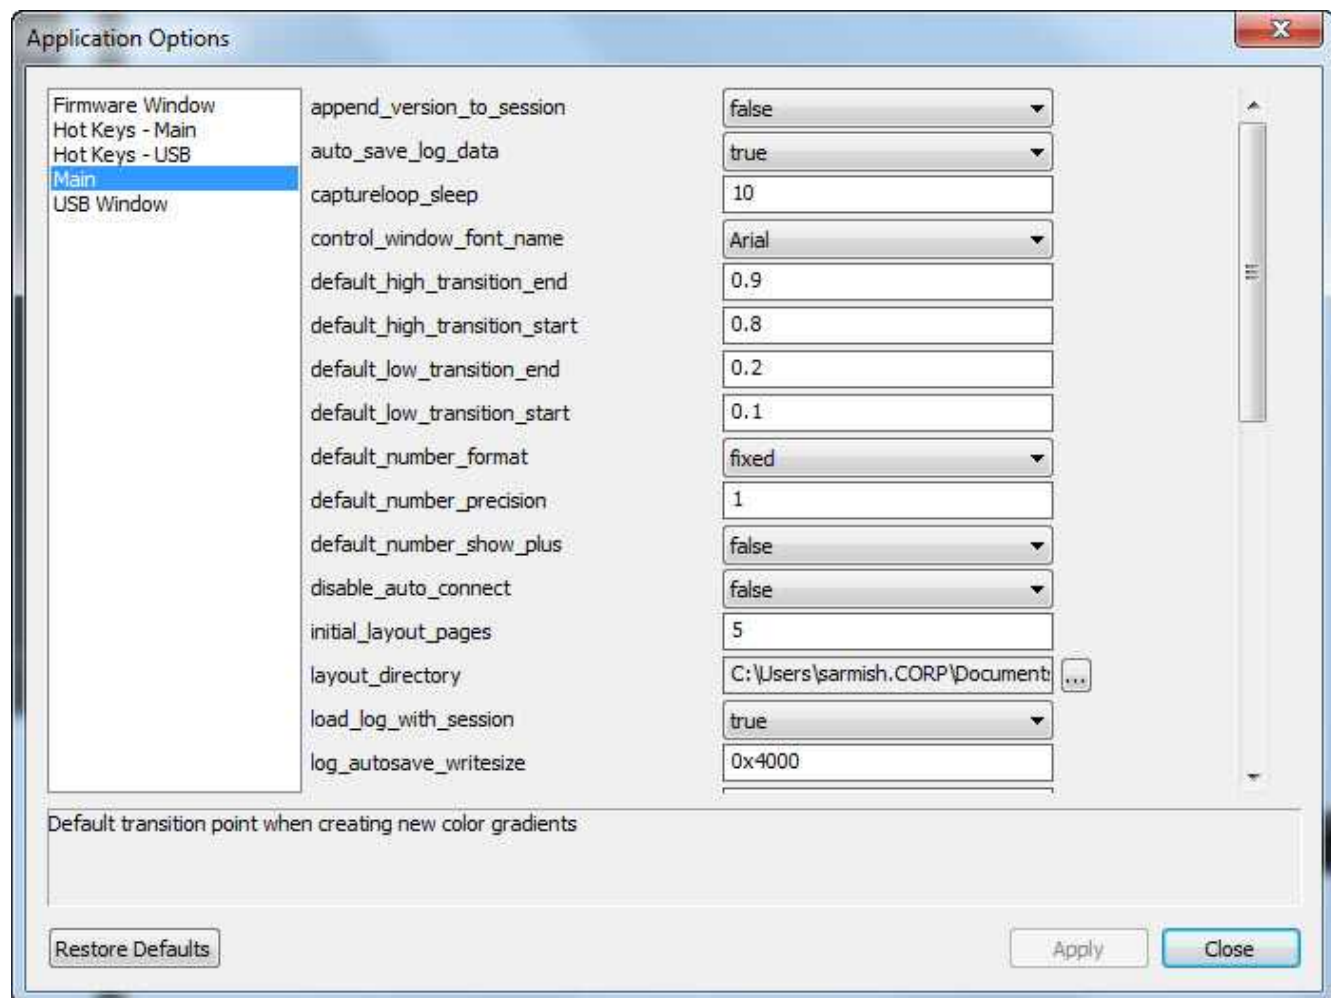 Application Options
Firmware Window
Hot Keys - Main
Hot Keys - USB
Main
USB Window
append_version_to_session false
auto_save_log_data true
captureloop_sleep 10
control_window_font_name Arial
default_high_transition_end 0.9
default_high_transition_start 0.8
default_low_transition_end 0.2
default_low_transition_start 0.1
default_number_format fixed
default_number_precision 1
default_number_show_plus false
disable_auto_connect false
initial_layout_pages 5
layout_directory C:\Users\sarmish.CORP\Documents ...
load_log_with_session true
log_autosave_writesize 0x4000
Default transition point when creating new color gradients
Restore Defaults Apply Close